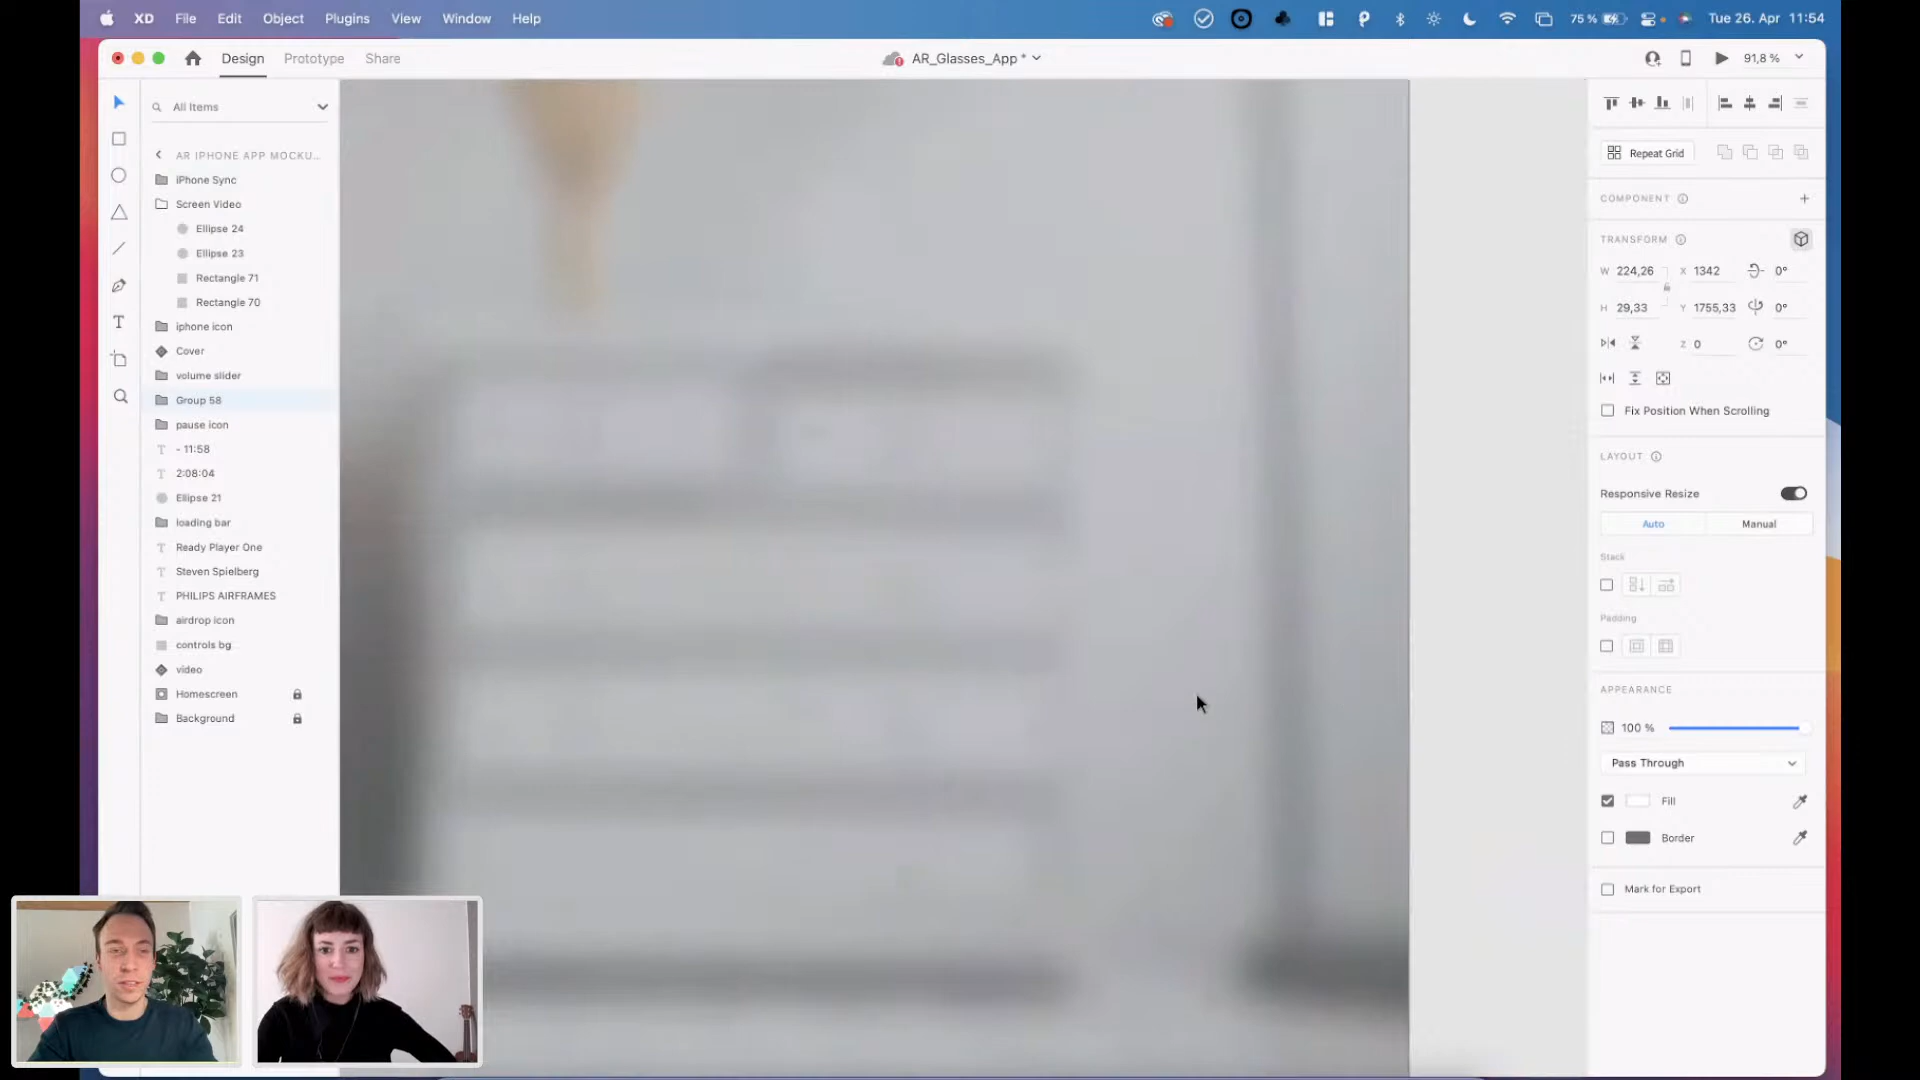 XD File Edit Object Plugins View Window Help
75 % Tue 26. Apr 11:54
Design Prototype Share
AR_Glasses_App *
91,8 %
All Items
AR IPHONE APP MOCKU...
iPhone Sync
Screen Video
Ellipse 24
Ellipse 23
Rectangle 71
Rectangle 70
iphone icon
Cover
volume slider
Group 58
pause icon
T - 11:58
T 2:08:04
Ellipse 21
loading bar
T Ready Player One
T Steven Spielberg
T PHILIPS AIRFRAMES
airdrop icon
controls bg
video
Homescreen
Background
Repeat Grid
COMPONENT
TRANSFORM
W 224,26 X 1342 0°
H 29,33 Y 1755,33 0°
Z 0 0°
Fix Position When Scrolling
LAYOUT
Responsive Resize
Auto Manual
Stack
Padding
APPEARANCE
100 %
Pass Through
Fill
Border
Mark for Export